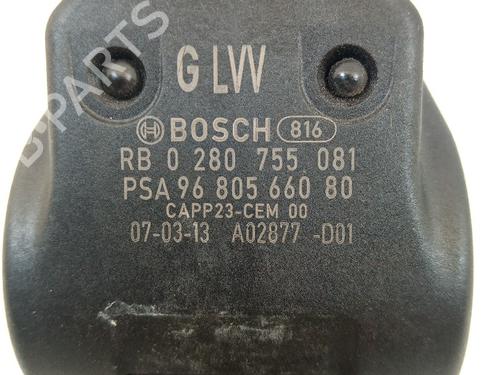 G LW
BOSCH 816
RB 0 280 755 081
PSA 96 805 660 80
CAPP23-CEM 00
07-03-13 A02877 -D01
B-PARTS